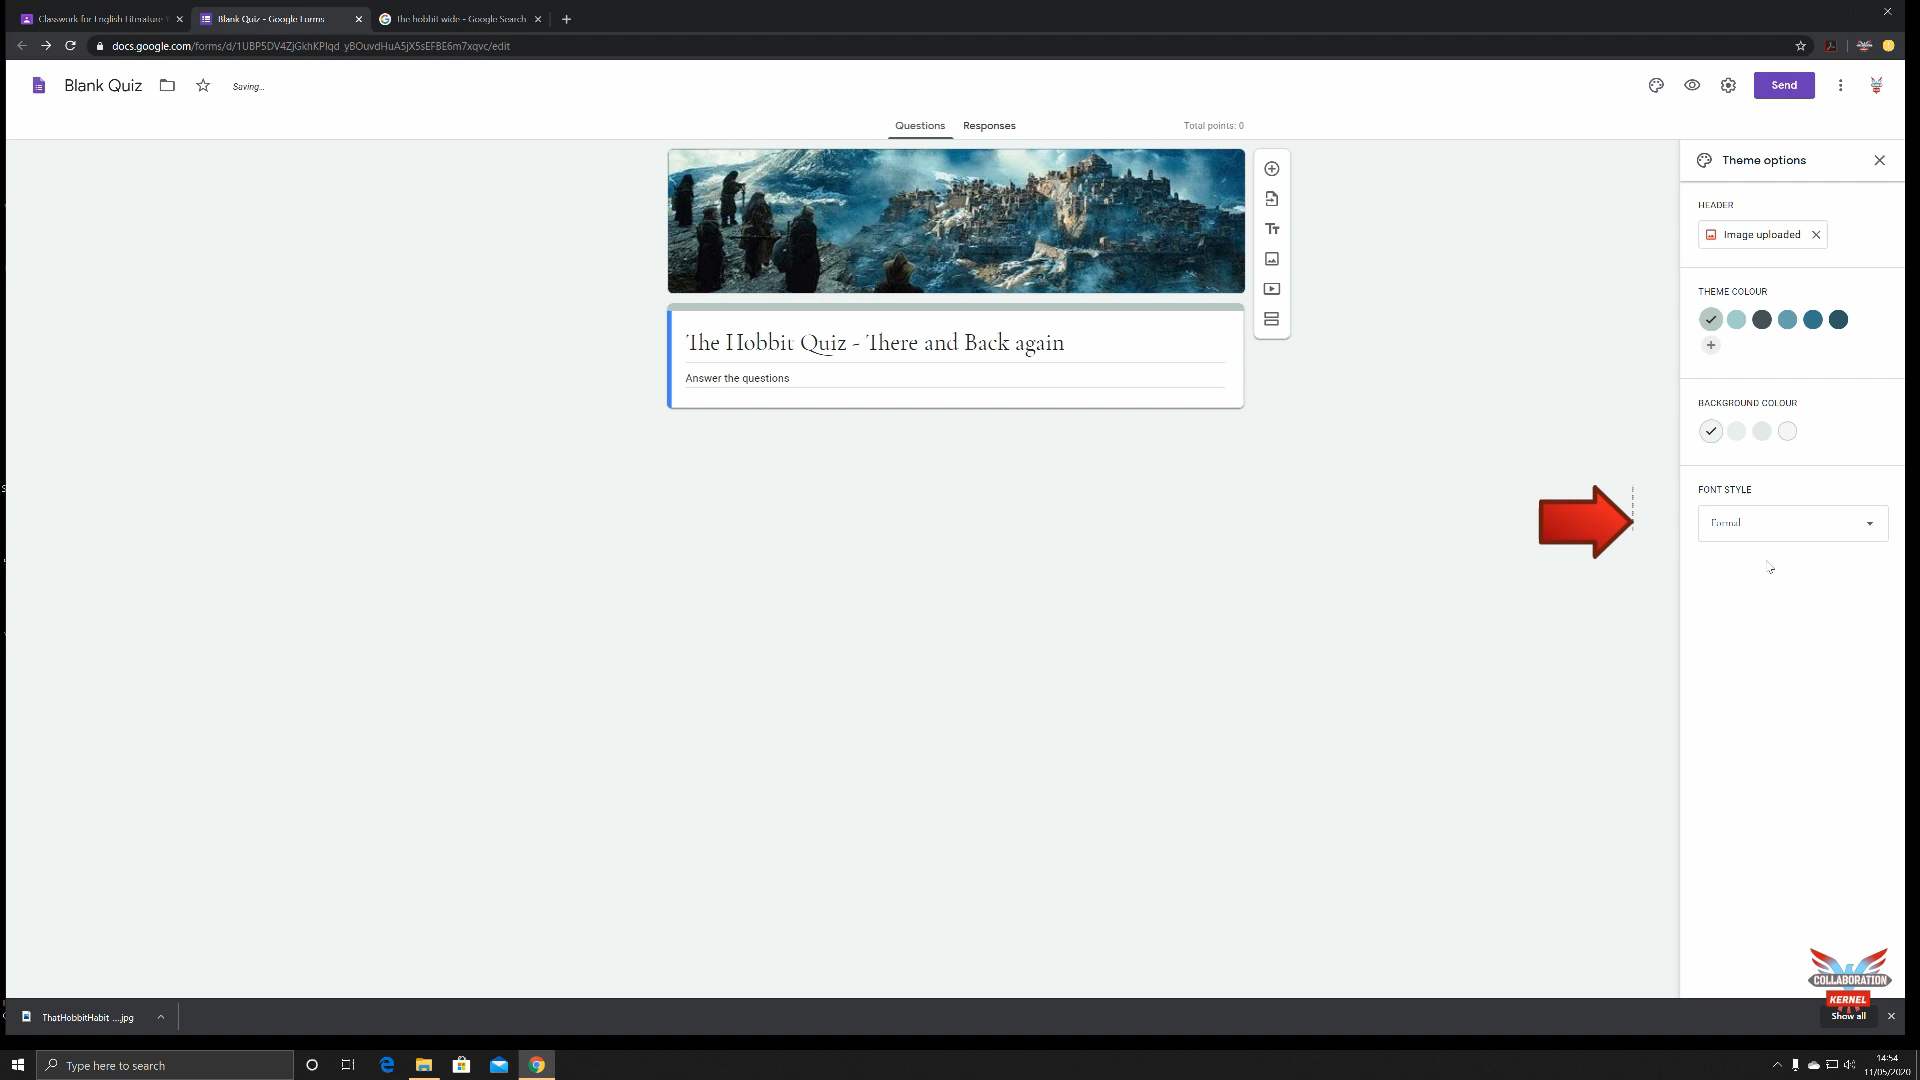 Classwork for English Literature
Blank Quiz - Google Forms
the hobbit wide - Google Search
docs.google.com/forms/d/1UBP5DV4ZjGkhKPlqd_yBOuvdHuA5jX5sEFBE6m7xqvc/edit
Blank Quiz
Saving...
Send
Questions
Responses
Total points: 0
Theme options
HEADER
Image uploaded
THEME COLOUR
The Hobbit Quiz - There and Back again
Answer the questions
BACKGROUND COLOUR
FONT STYLE
Formal
COLLABORATION
KERNEL
ThatHobbitHabit ....jpg
Show all
Type here to search
14:54
11/05/2020